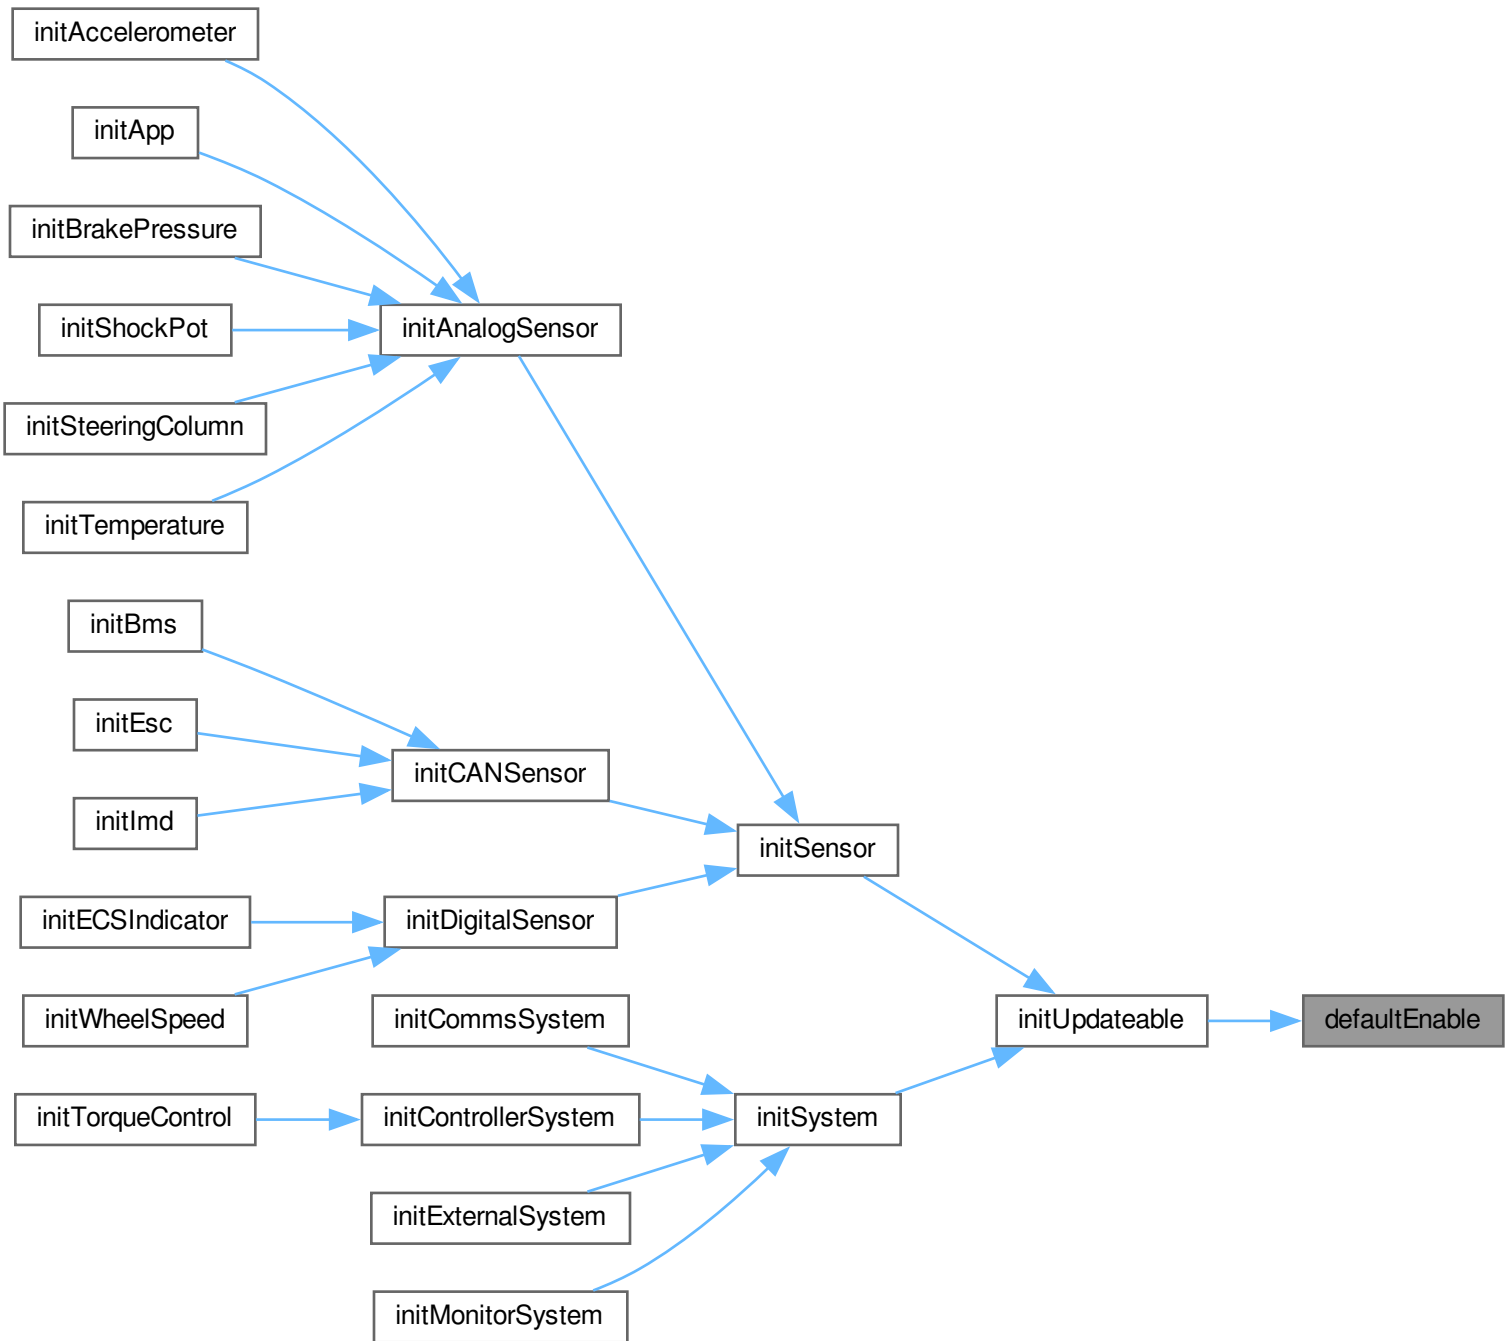 initAccelerometer
initApp
initBrakePressure
initShockPot
initAnalogSensor
initSteeringColumn
initTemperature
initBms
initEsc
initCANSensor
initImd
initSensor
initECSIndicator
initDigitalSensor
initWheelSpeed
initCommsSystem
initUpdateable
defaultEnable
initTorqueControl
initControllerSystem
initSystem
initExternalSystem
initMonitorSystem